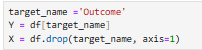 target_name ='Outcome'
Y = df[target_name]
X = df.drop(target_name, axis=1)